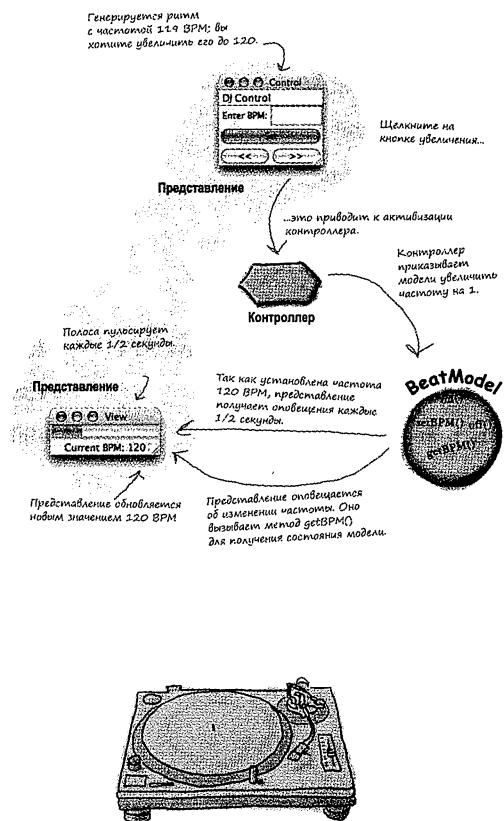 Генерируется ритм
с частотой 119 BPM; вы
хотите увеличить его до 120.
Control
DJ Control
Enter BPM:
<<
>>
Представление
Щелкните на
кнопке увеличения...
...это приводит к активизации
контроллера.
Контроллер
Контроллер
приказывает
модели увеличить
частоту на 1.
Полоса пульсирует
каждые 1/2 секунды.
Представление
View
Current BPM: 120
Так как установлена частота
120 BPM, представление
получает оповещения каждые
1/2 секунды.
BeatModel
setBPM() off()
getBPM()
Представление обновляется
новым значением 120 BPM
Представление оповещается
об изменении частоты. Оно
вызывает метод getBPM()
для получения состояния модели.